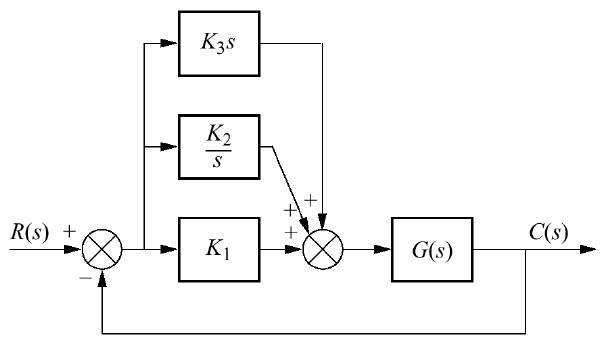 K₃s
K₂
s
+
+
R(s) + + C(s)
K₁
G(s)
−